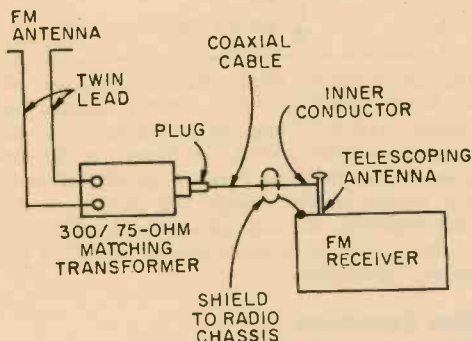 FM
ANTENNA
TWIN
LEAD
COAXIAL
CABLE
INNER
CONDUCTOR
PLUG
TELESCOPING
ANTENNA
300/75-OHM
MATCHING
TRANSFORMER
FM
RECEIVER
SHIELD
TO RADIO
CHASSIS